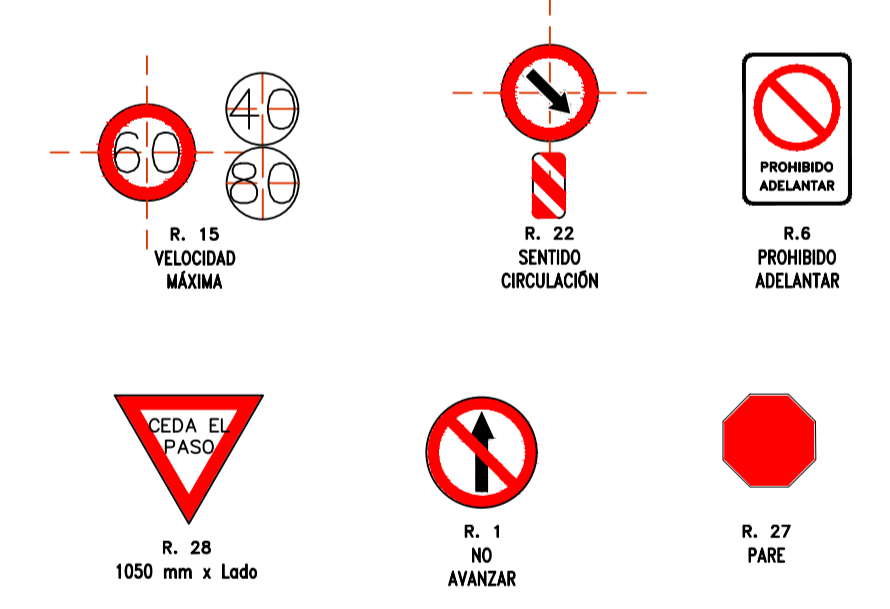 60
40
80
R. 15
VELOCIDAD
MÁXIMA
R. 22
SENTIDO
CIRCULACIÓN
PROHIBIDO
ADELANTAR
R.6
PROHIBIDO
ADELANTAR
CEDA EL
PASO
R. 28
1050 mm x Lado
R. 1
NO
AVANZAR
R. 27
PARE